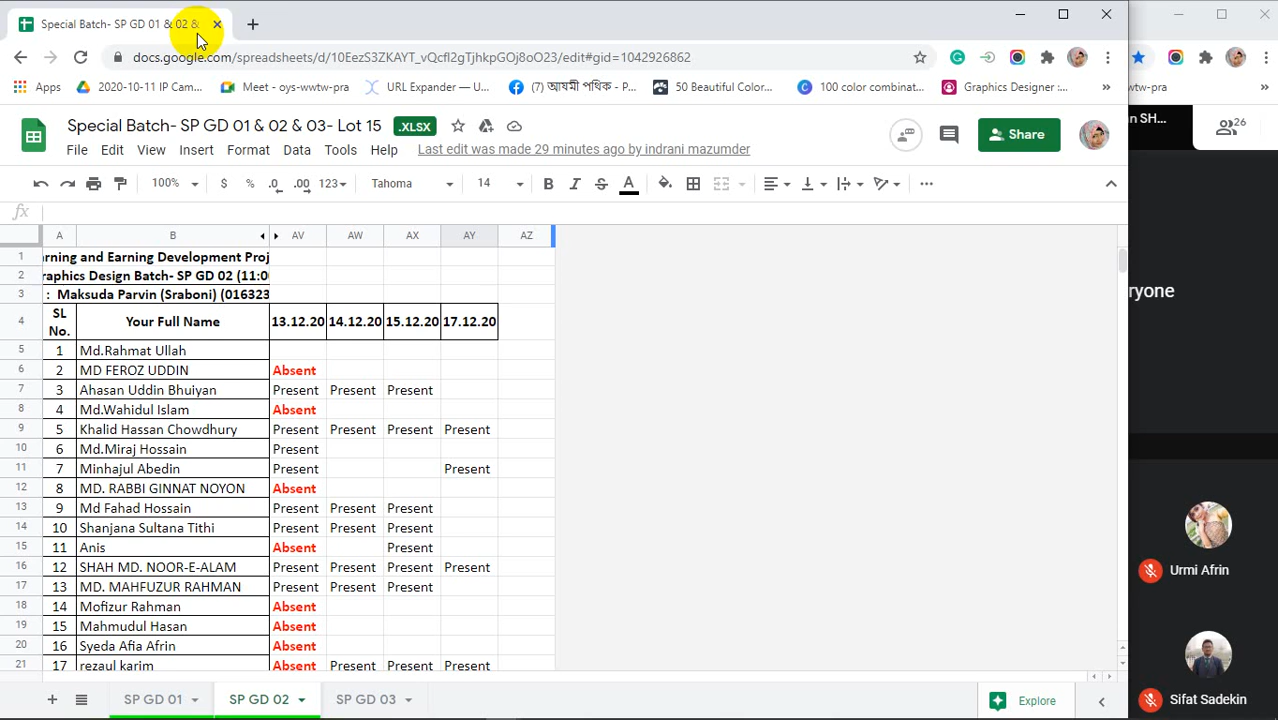 Special Batch- SP GD 01 & 02 &
docs.google.com/spreadsheets/d/10EezS3ZKAYT_vQcfl2gTjhkpGJ8oO23/edit#gid=1042926862
Apps
2020-10-11 IP Cam...
Meet - oys-wwtw-pra
URL Expander — U...
(7) আযমী পথিক - P...
50 Beautiful Color...
100 color combinat...
Graphics Designer :...
wtw-pra
Special Batch- SP GD 01 & 02 & 03- Lot 15
.XLSX
Share
File Edit View Insert Format Data Tools Help
Last edit was made 29 minutes ago by indrani mazumder
n SH...
26
100% $ % .0 .00 123 Tahoma 14 B I S A
fx
A B AV AW AX AY AZ
1 rning and Earning Development Proj
2 raphics Design Batch- SP GD 02 (11:0
3 : Maksuda Parvin (Sraboni) (016323
4 SL No. Your Full Name 13.12.20 14.12.20 15.12.20 17.12.20
5 1 Md.Rahmat Ullah
6 2 MD FEROZ UDDIN Absent
7 3 Ahasan Uddin Bhuiyan Present Present Present
8 4 Md.Wahidul Islam Absent
9 5 Khalid Hassan Chowdhury Present Present Present Present
10 6 Md.Miraj Hossain Present
11 7 Minhajul Abedin Present Present
12 8 MD. RABBI GINNAT NOYON Absent
13 9 Md Fahad Hossain Present Present Present
14 10 Shanjana Sultana Tithi Present Present Present
15 11 Anis Absent Present
16 12 SHAH MD. NOOR-E-ALAM Present Present Present Present
17 13 MD. MAHFUZUR RAHMAN Present Present Present
18 14 Mofizur Rahman Absent
19 15 Mahmudul Hasan Absent
20 16 Syeda Afia Afrin Absent
21 17 rezaul karim Absent Present Present Present
ryone
Urmi Afrin
Sifat Sadekin
SP GD 01
SP GD 02
SP GD 03
Explore